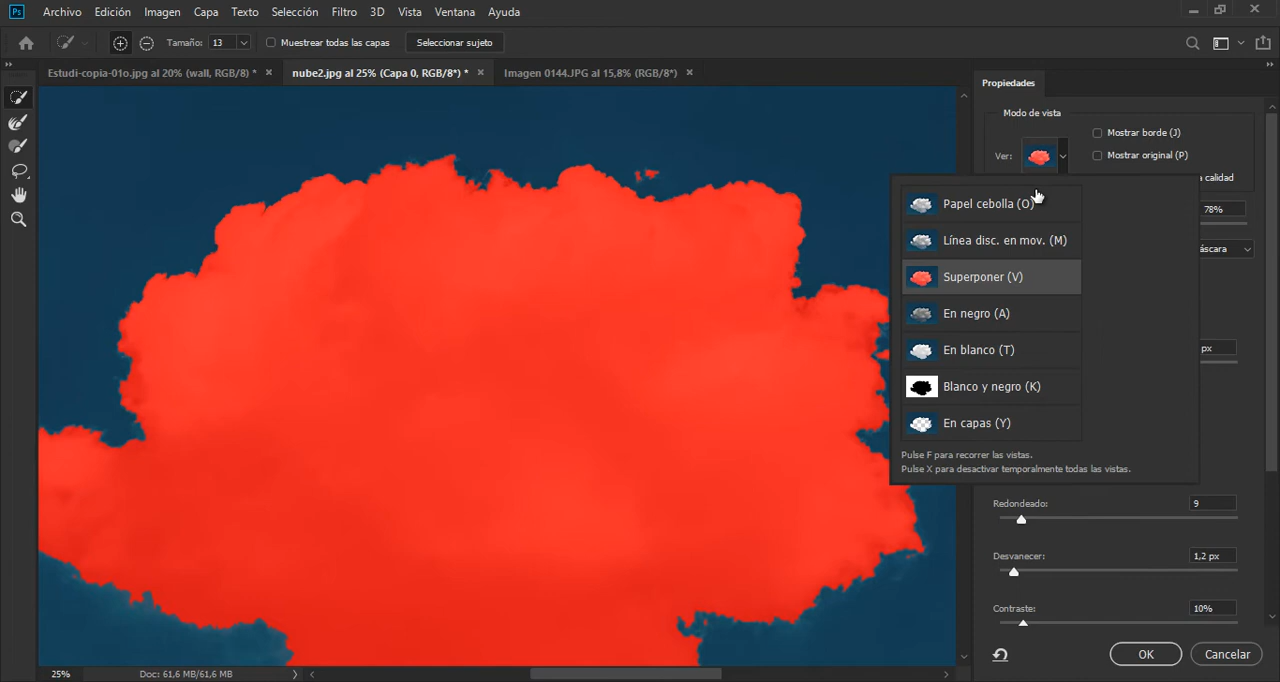 Ps Archivo Edición Imagen Capa Texto Selección Filtro 3D Vista Ventana Ayuda
Tamaño: 13 Muestrear todas las capas Seleccionar sujeto
Estudi-copia-01o.jpg al 20% (wall, RGB/8) * nube2.jpg al 25% (Capa 0, RGB/8*) * Imagen 0144.JPG al 15,8% (RGB/8*)
Propiedades
Modo de vista
Mostrar borde (J)
Ver:
Mostrar original (P)
a calidad
Papel cebolla (O)
78%
Línea disc. en mov. (M)
áscara
Superponer (V)
En negro (A)
En blanco (T)
px
Blanco y negro (K)
En capas (Y)
Pulse F para recorrer las vistas.
Pulse X para desactivar temporalmente todas las vistas.
Redondeado: 9
Desvanecer: 1,2 px
Contraste: 10%
OK Cancelar
25% Doc: 61,6 MB/61,6 MB